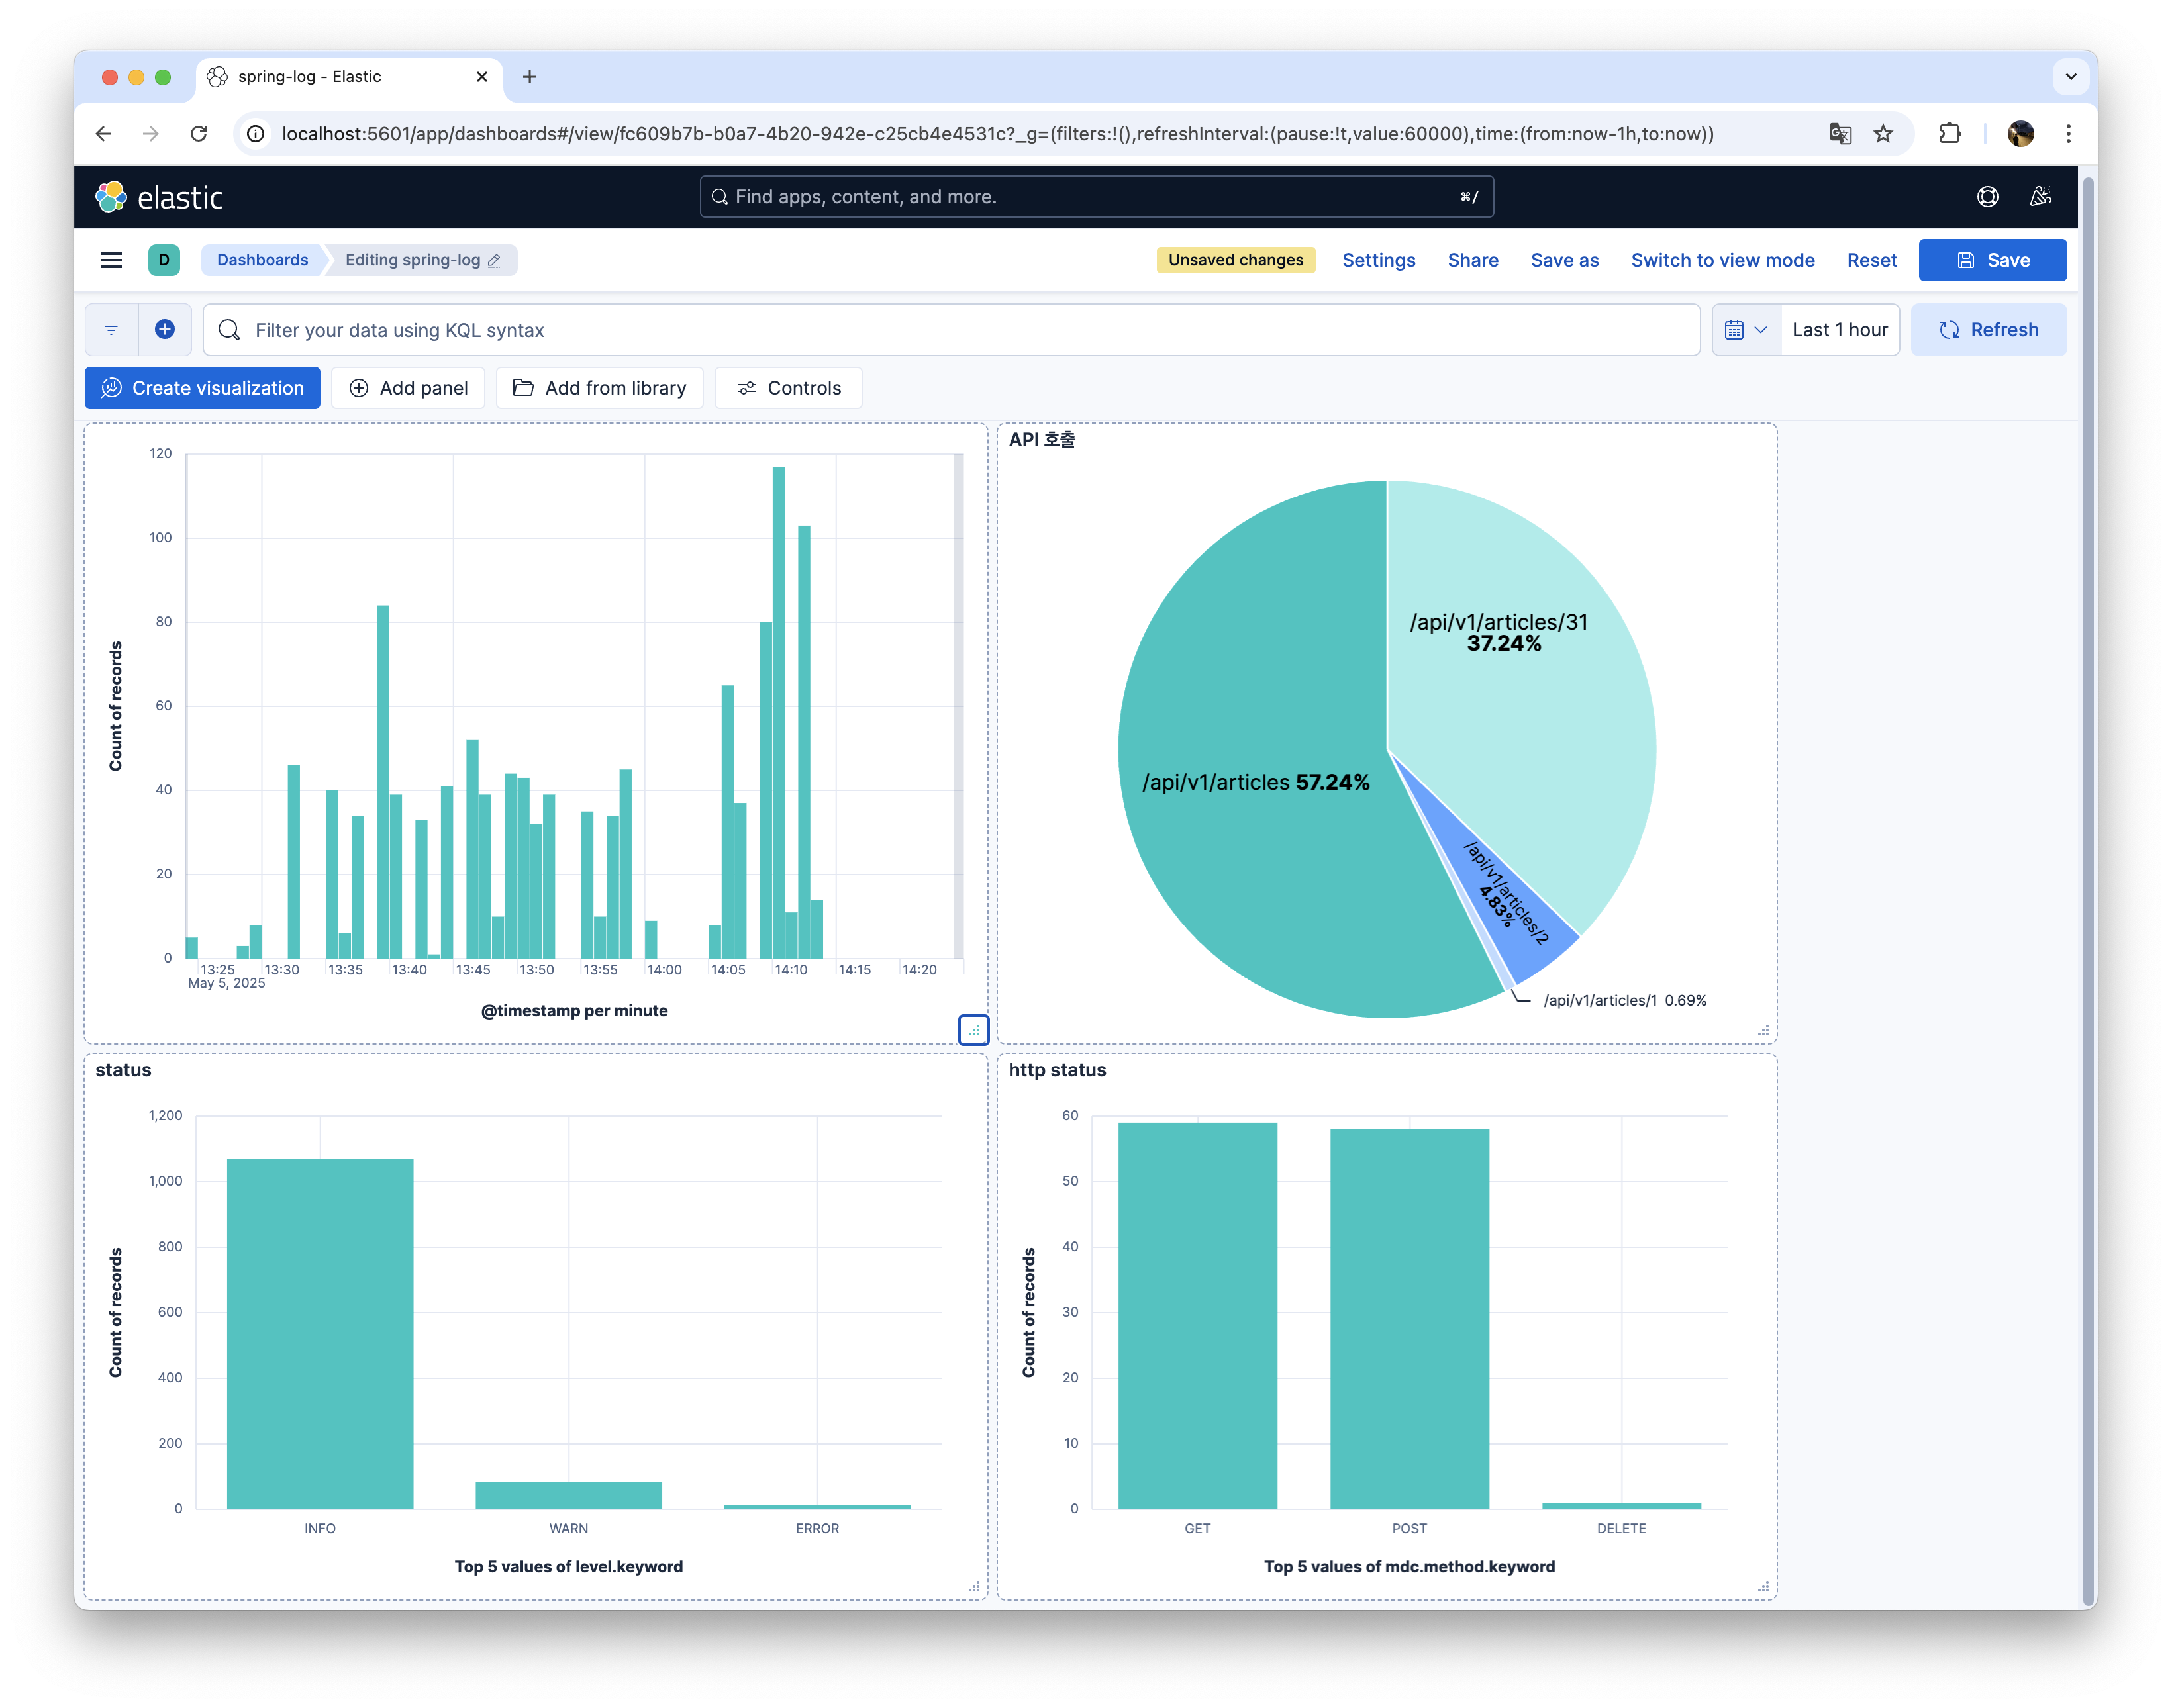 spring-log - Elastic
localhost:5601/app/dashboards#/view/fc609b7b-b0a7-4b20-942e-c25cb4e4531c?_g=(filters:!(),refreshInterval:(pause:!t,value:60000),time:(from:now-1h,to:now))
elastic
Find apps, content, and more.
⌘/
D
Dashboards
Editing spring-log
Unsaved changes
Settings
Share
Save as
Switch to view mode
Reset
Save
Filter your data using KQL syntax
Last 1 hour
Refresh
Create visualization
Add panel
Add from library
Controls
120
100
80
60
40
20
0
Count of records
13:25
13:30
13:35
13:40
13:45
13:50
13:55
14:00
14:05
14:10
14:15
14:20
May 5, 2025
@timestamp per minute
API 호출
/api/v1/articles/31
37.24%
/api/v1/articles 57.24%
/api/v1/articles/2
4.83%
/api/v1/articles/1 0.69%
status
1,200
1,000
800
600
400
200
0
Count of records
INFO
WARN
ERROR
Top 5 values of level.keyword
http status
60
50
40
30
20
10
0
Count of records
GET
POST
DELETE
Top 5 values of mdc.method.keyword